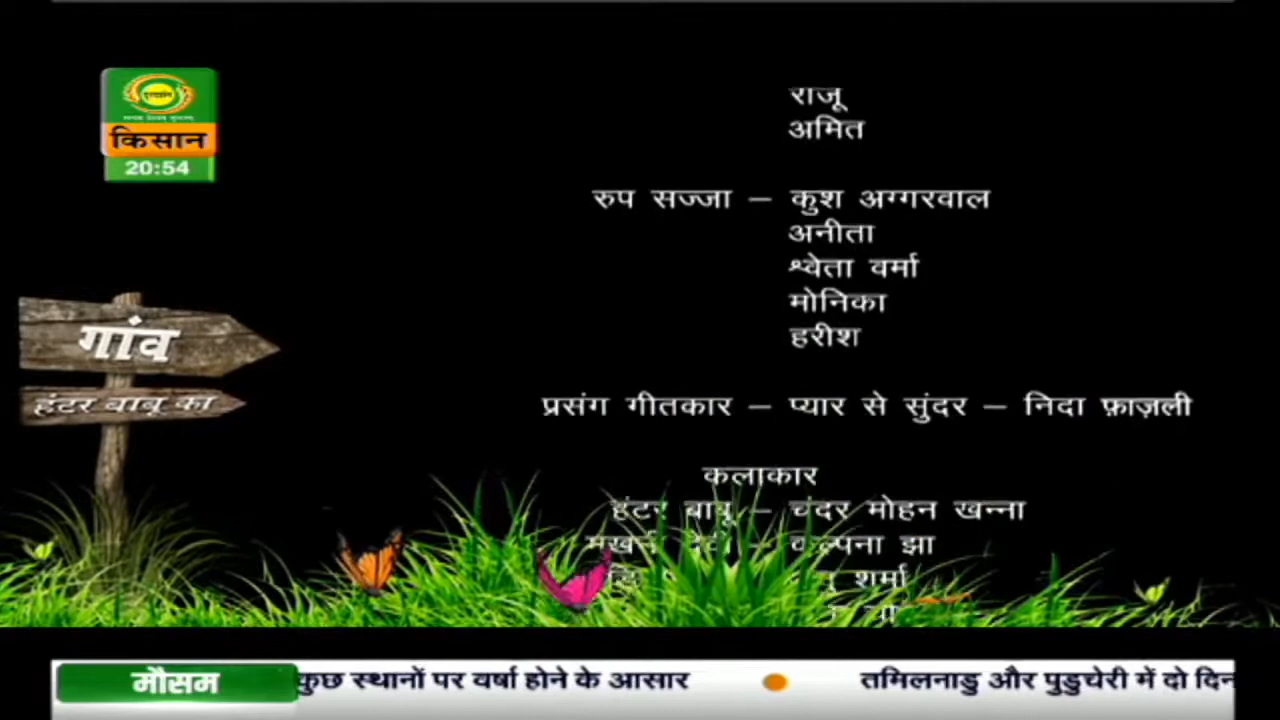 किसान
20:54
राजू
अमित
रुप सज्जा – कुश अग्गरवाल
अनीता
श्वेता वर्मा
मोनिका
हरीश
गांव
हंटर बाबू का
प्रसंग गीतकार – प्यार से सुंदर – निदा फ़ाज़ली
कलाकार
हंटर बाबू – चंदर मोहन खन्ना
– कल्पना झा
शर्मा
मौसम
कुछ स्थानों पर वर्षा होने के आसार
तमिलनाडु और पुडुचेरी में दो दिन